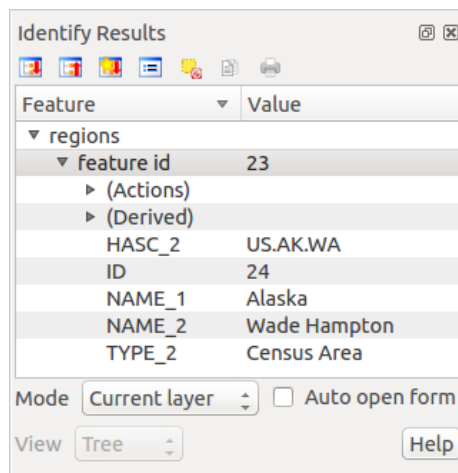 Identify Results
Feature Value
regions
feature id 23
(Actions)
(Derived)
HASC_2 US.AK.WA
ID 24
NAME_1 Alaska
NAME_2 Wade Hampton
TYPE_2 Census Area
Mode Current layer Auto open form
View Tree Help